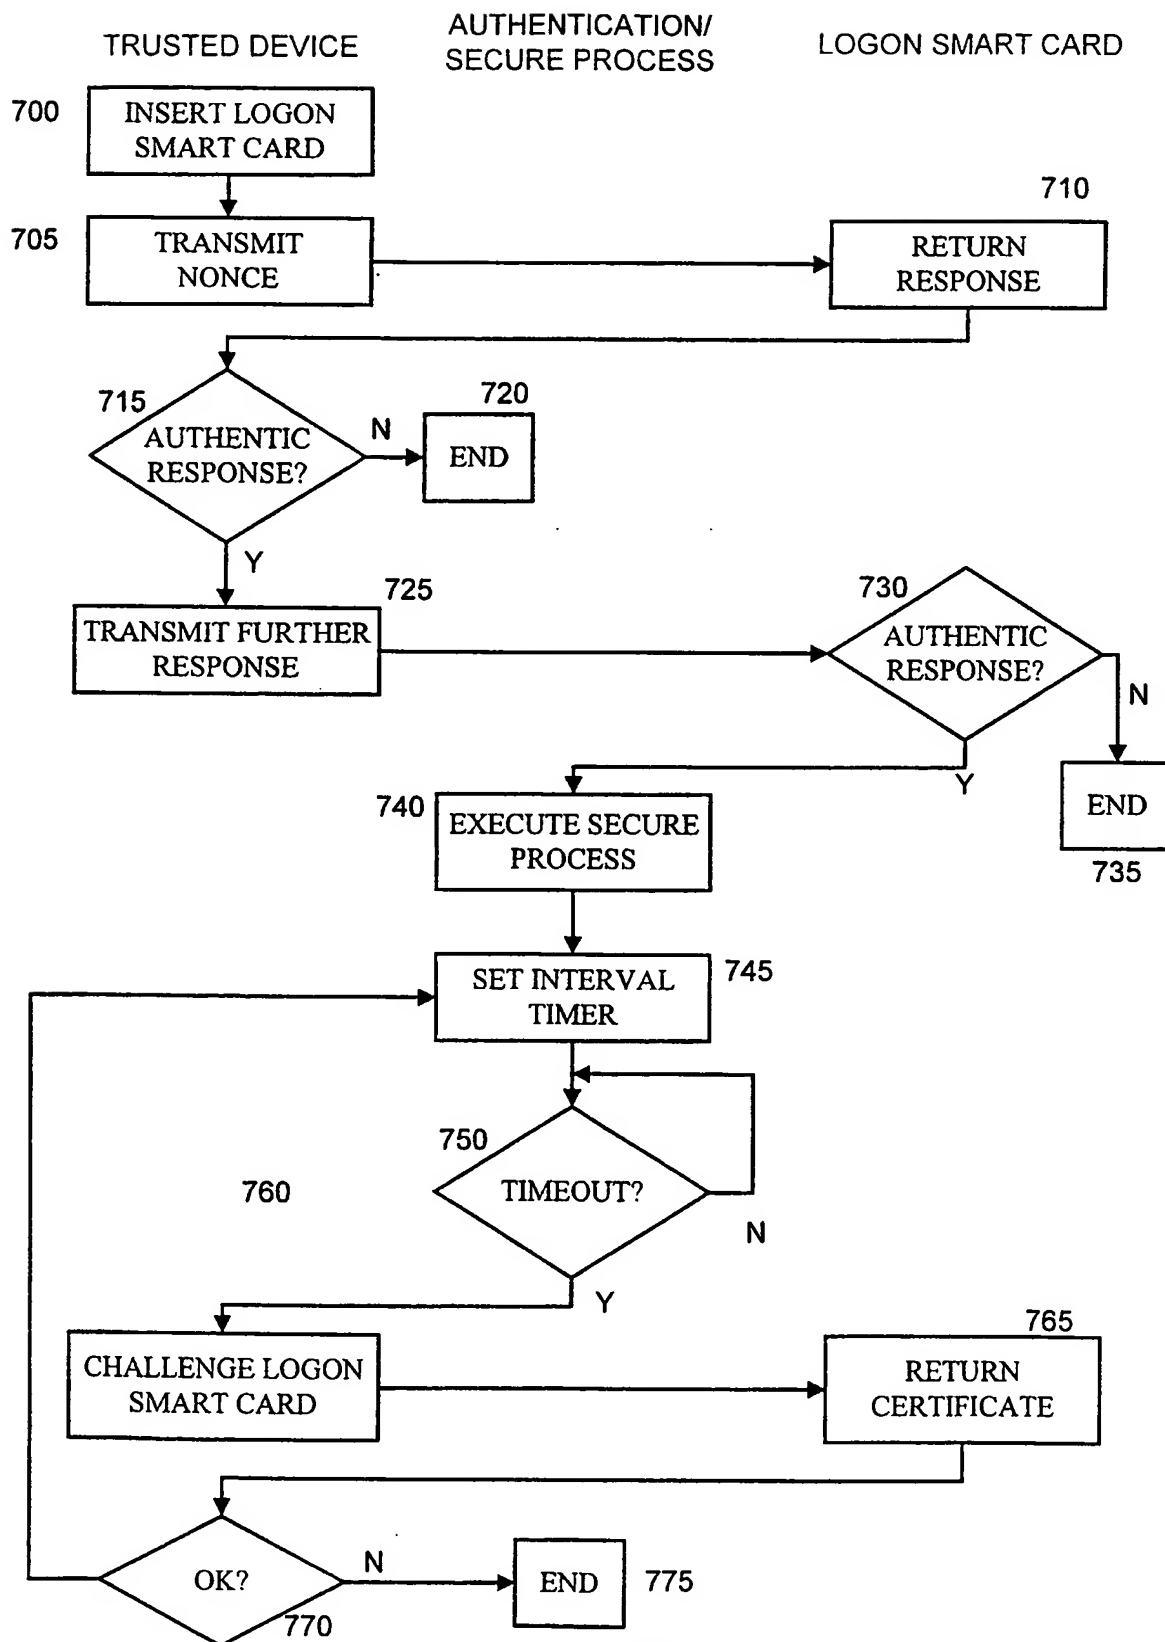 TRUSTED DEVICE
AUTHENTICATION/
SECURE PROCESS
LOGON SMART CARD
700
INSERT LOGON
SMART CARD
705
TRANSMIT
NONCE
710
RETURN
RESPONSE
715
AUTHENTIC
RESPONSE?
N
720
END
Y
725
TRANSMIT FURTHER
RESPONSE
730
AUTHENTIC
RESPONSE?
N
Y
END
735
740
EXECUTE SECURE
PROCESS
SET INTERVAL
TIMER
745
750
TIMEOUT?
N
760
Y
CHALLENGE LOGON
SMART CARD
765
RETURN
CERTIFICATE
OK?
770
N
END
775